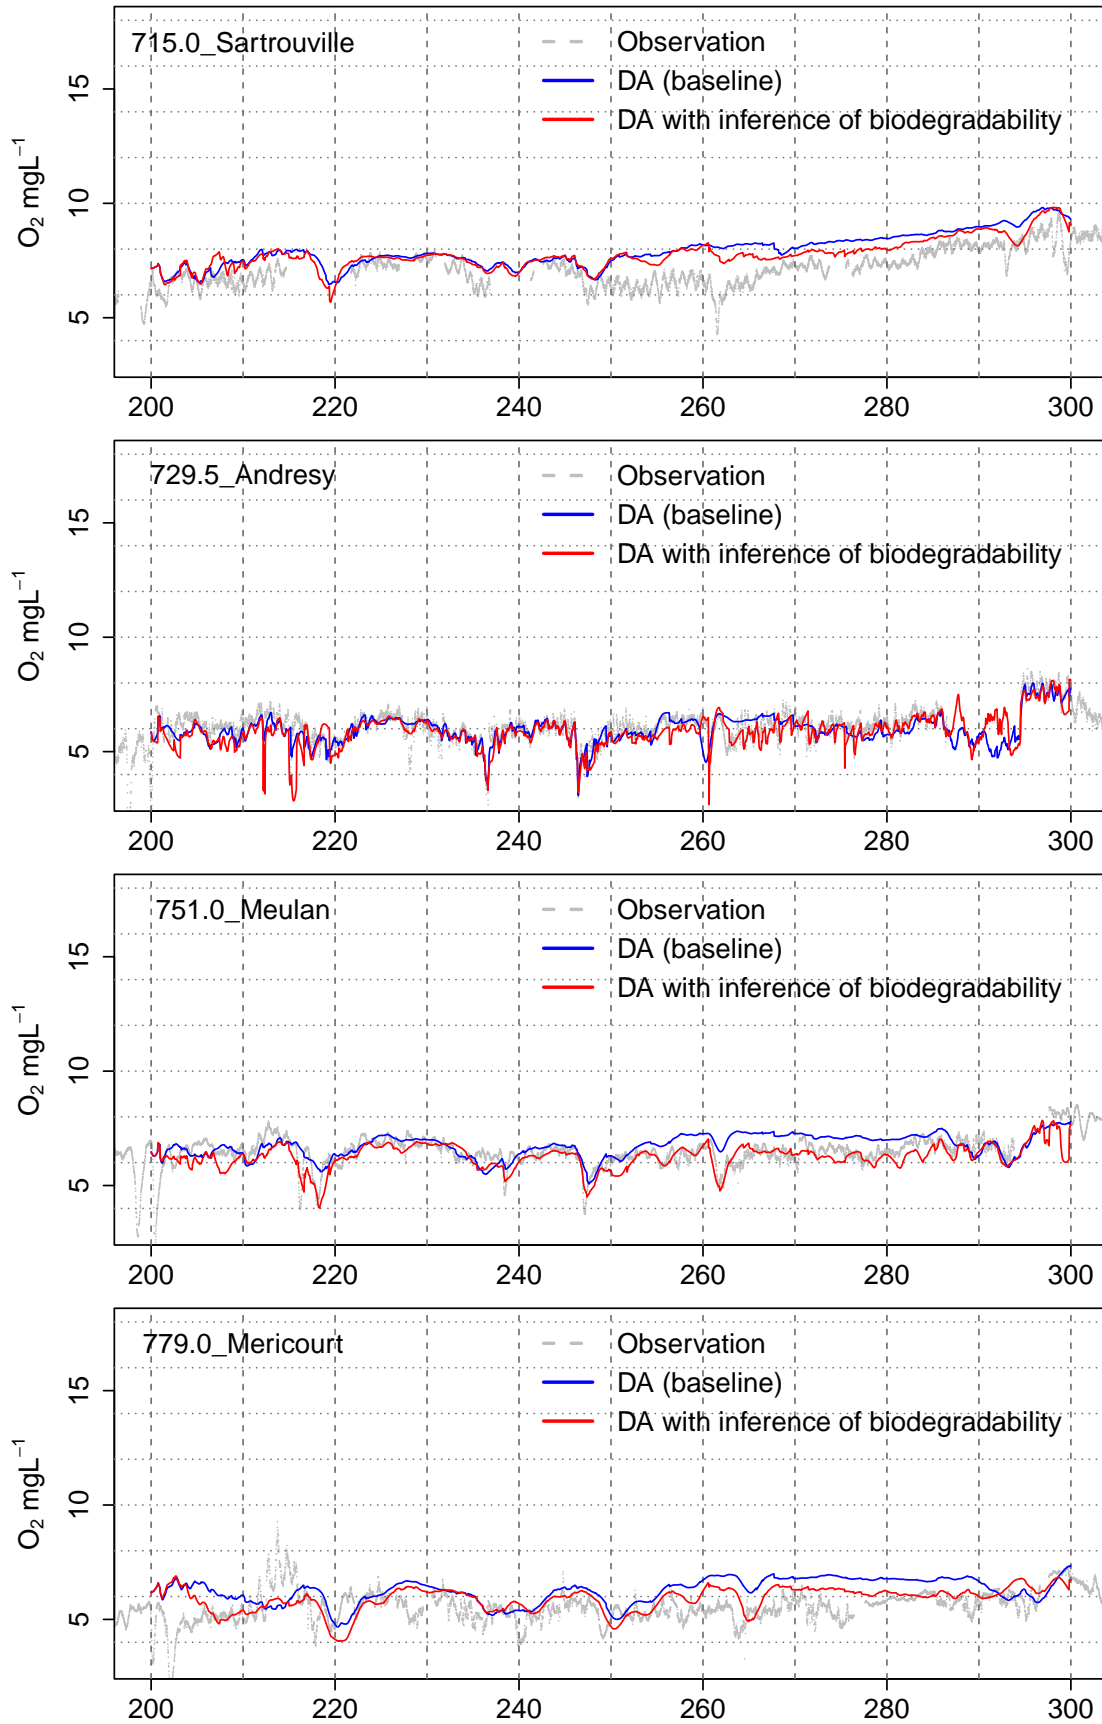 715.0_Sartrouville
Observation
DA (baseline)
DA with inference of biodegradability
O₂ mgL⁻¹
15
10
5
200 220 240 260 280 300
729.5_Andresy
Observation
DA (baseline)
DA with inference of biodegradability
O₂ mgL⁻¹
15
10
5
200 220 240 260 280 300
751.0_Meulan
Observation
DA (baseline)
DA with inference of biodegradability
O₂ mgL⁻¹
15
10
5
200 220 240 260 280 300
779.0_Mericourt
Observation
DA (baseline)
DA with inference of biodegradability
O₂ mgL⁻¹
15
10
5
200 220 240 260 280 300